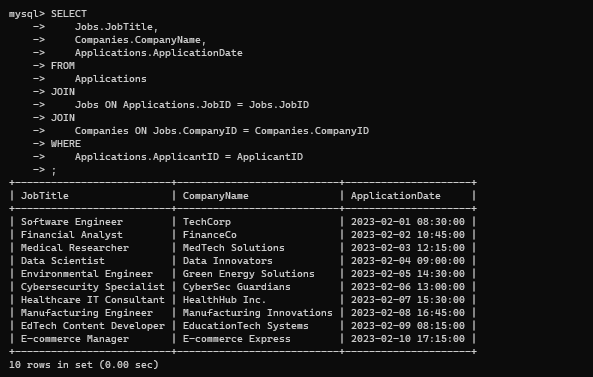 mysql> SELECT
    ->     Jobs.JobTitle,
    ->     Companies.CompanyName,
    ->     Applications.ApplicationDate
    -> FROM
    ->     Applications
    -> JOIN
    ->     Jobs ON Applications.JobID = Jobs.JobID
    -> JOIN
    ->     Companies ON Jobs.CompanyID = Companies.CompanyID
    -> WHERE
    ->     Applications.ApplicantID = ApplicantID
    -> ;
+--------------------------+---------------------------+---------------------+
| JobTitle                 | CompanyName               | ApplicationDate     |
+--------------------------+---------------------------+---------------------+
| Software Engineer        | TechCorp                  | 2023-02-01 08:30:00 |
| Financial Analyst        | FinanceCo                 | 2023-02-02 10:45:00 |
| Medical Researcher       | MedTech Solutions         | 2023-02-03 12:15:00 |
| Data Scientist           | Data Innovators           | 2023-02-04 09:00:00 |
| Environmental Engineer   | Green Energy Solutions    | 2023-02-05 14:30:00 |
| Cybersecurity Specialist | CyberSec Guardians        | 2023-02-06 13:00:00 |
| Healthcare IT Consultant | HealthHub Inc.            | 2023-02-07 15:30:00 |
| Manufacturing Engineer   | Manufacturing Innovations | 2023-02-08 16:45:00 |
| EdTech Content Developer | EducationTech Systems     | 2023-02-09 08:15:00 |
| E-commerce Manager       | E-commerce Express        | 2023-02-10 17:15:00 |
+--------------------------+---------------------------+---------------------+
10 rows in set (0.00 sec)